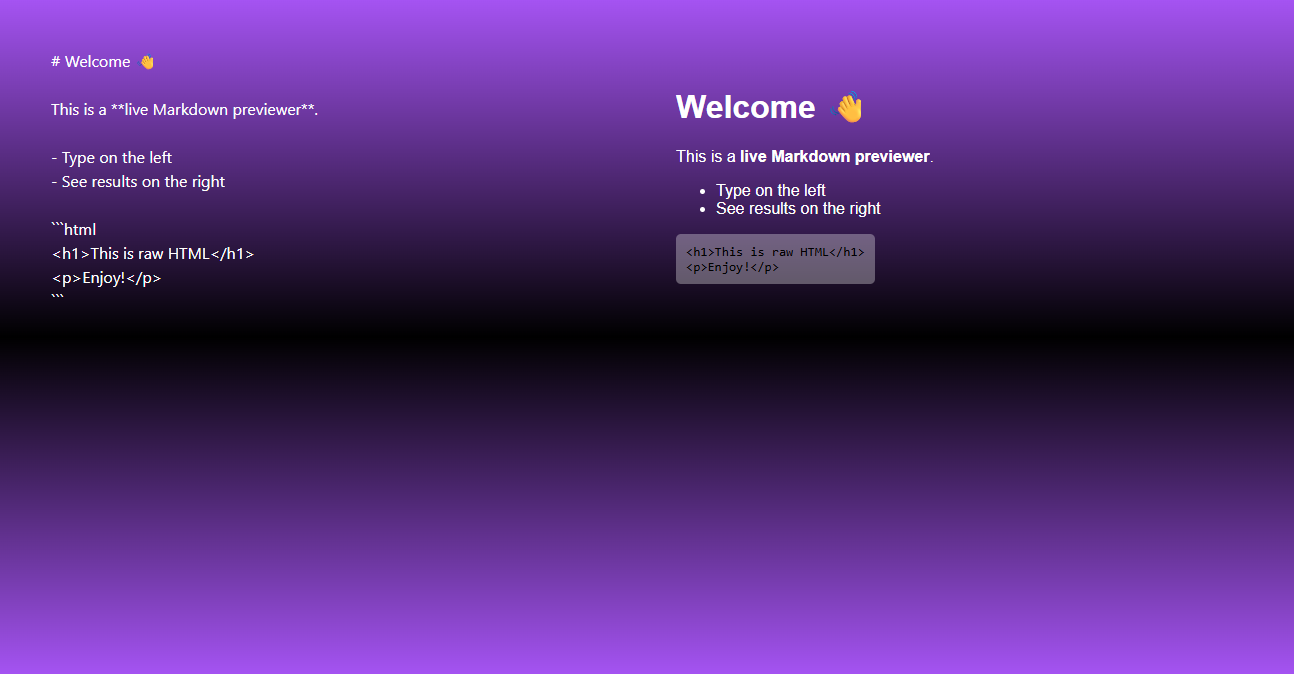 # Welcome 👋
This is a **live Markdown previewer**.
- Type on the left
- See results on the right
```html
<h1>This is raw HTML</h1>
<p>Enjoy!</p>
```
Welcome 👋
This is a live Markdown previewer.
• Type on the left
• See results on the right
<h1>This is raw HTML</h1>
<p>Enjoy!</p>